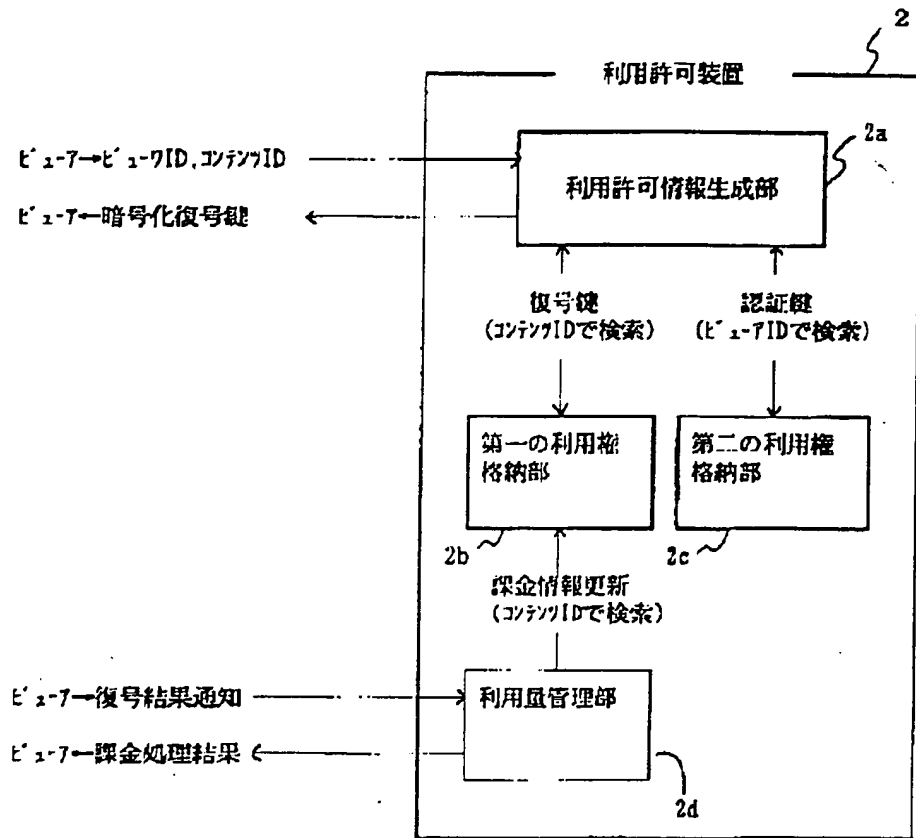 2
利用許可装置
2a
ビューア→ビューワID,コンテンツID
利用許可情報生成部
ビューア←暗号化復号鍵
復号鍵
(コンテンツIDで検索)
認証鍵
(ビューアIDで検索)
第一の利用権
格納部
第二の利用権
格納部
2b
2c
課金情報更新
(コンテンツIDで検索)
ビューア→復号結果通知
利用量管理部
ビューア←課金処理結果
2d